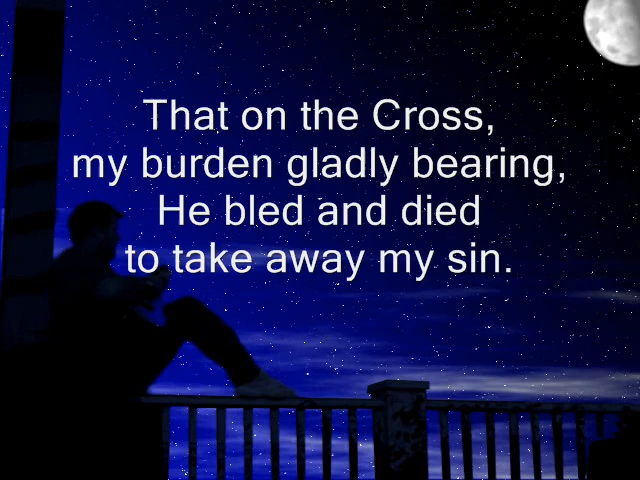 That on the Cross,
my burden gladly bearing,
He bled and died
to take away my sin.